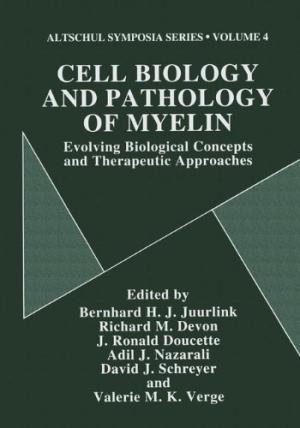 ALTSCHUL SYMPOSIA SERIES • VOLUME 4
CELL BIOLOGY
AND PATHOLOGY
OF MYELIN
Evolving Biological Concepts
and Therapeutic Approaches
Edited by
Bernhard H. J. Juurlink
Richard M. Devon
J. Ronald Doucette
Adil J. Nazarali
David J. Schreyer
and
Valerie M. K. Verge